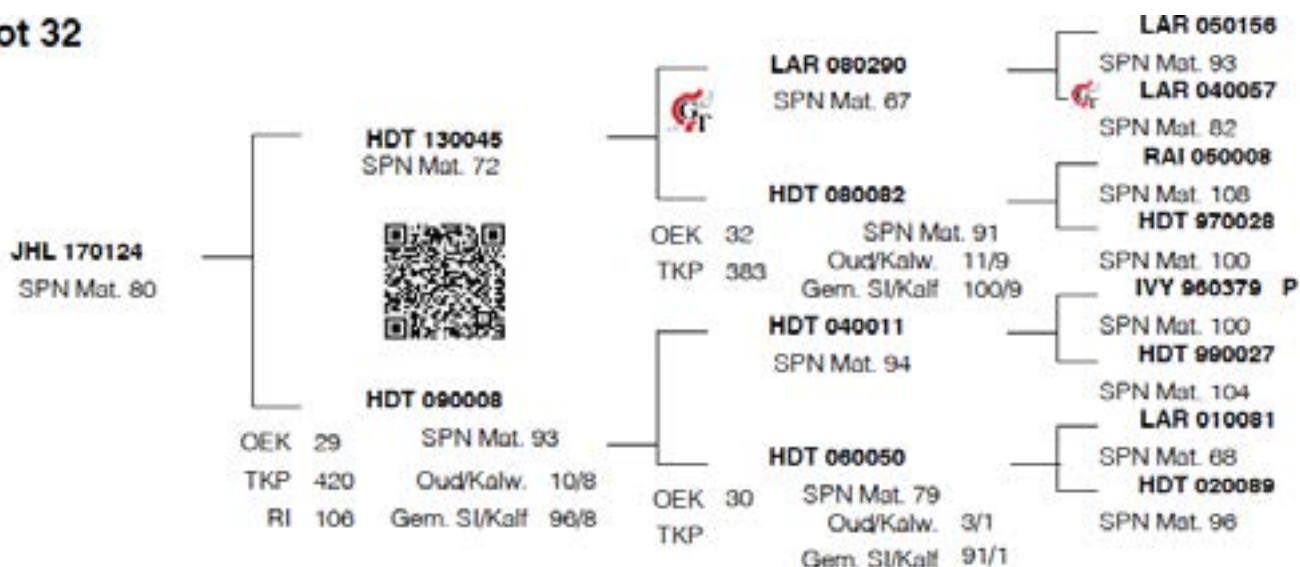 ot 32
LAR 050156
SPN Mat. 93
LAR 080290
SPN Mat. 67
GT
GT
LAR 040057
SPN Mat. 82
HDT 130045
SPN Mat. 72
RAI 050008
SPN Mat. 108
HDT 080082
SPN Mat. 91
OEK 32
Oud/Kalw. 11/9
TKP 383
Gem. SI/Kalf 100/9
HDT 970028
SPN Mat. 100
JHL 170124
SPN Mat. 80
IVY 960379 P
SPN Mat. 100
HDT 040011
SPN Mat. 94
HDT 990027
SPN Mat. 104
HDT 090008
SPN Mat. 93
OEK 29
TKP 420
Oud/Kalw. 10/8
RI 106
Gem. SI/Kalf 96/8
LAR 010081
SPN Mat. 68
HDT 060050
SPN Mat. 79
OEK 30
Oud/Kalw. 3/1
TKP
Gem. SI/Kalf 91/1
HDT 020089
SPN Mat. 96